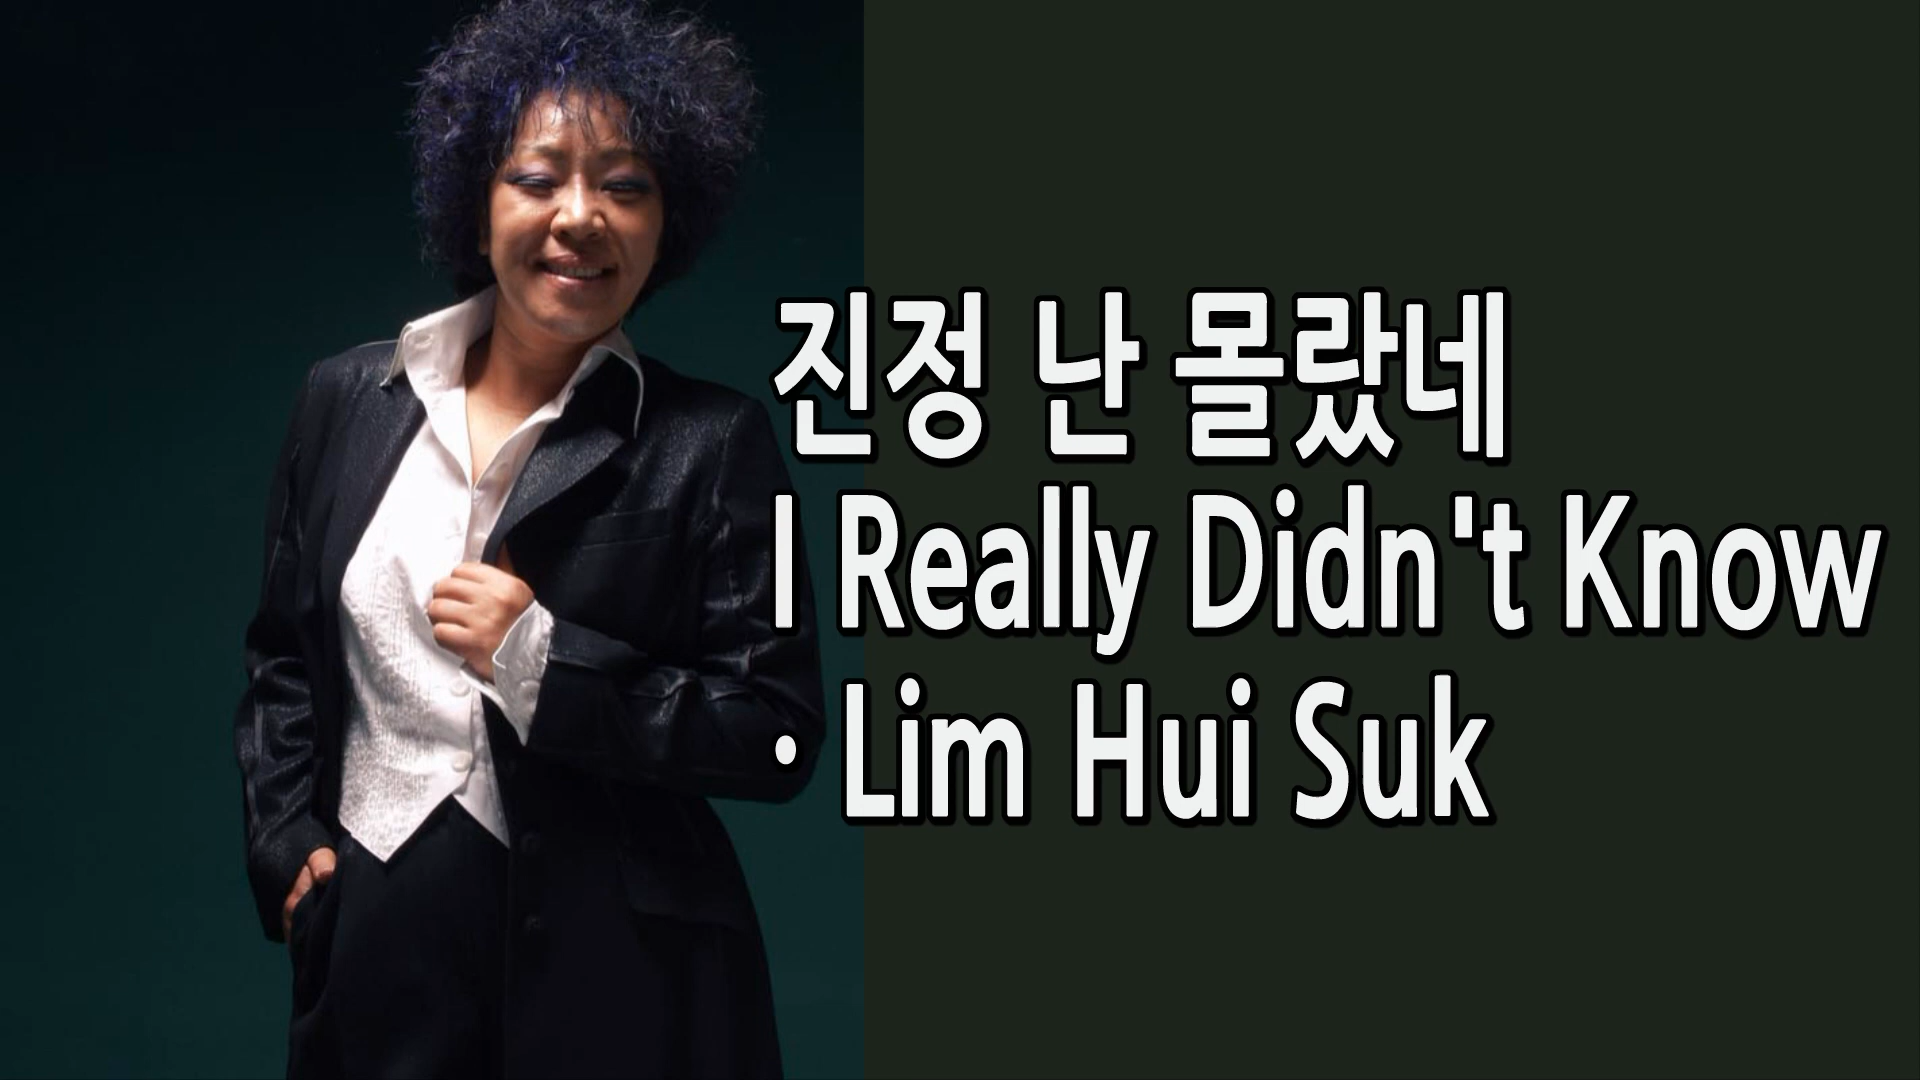 진정 난 몰랐네
I Really Didn't Know
· Lim Hui Suk